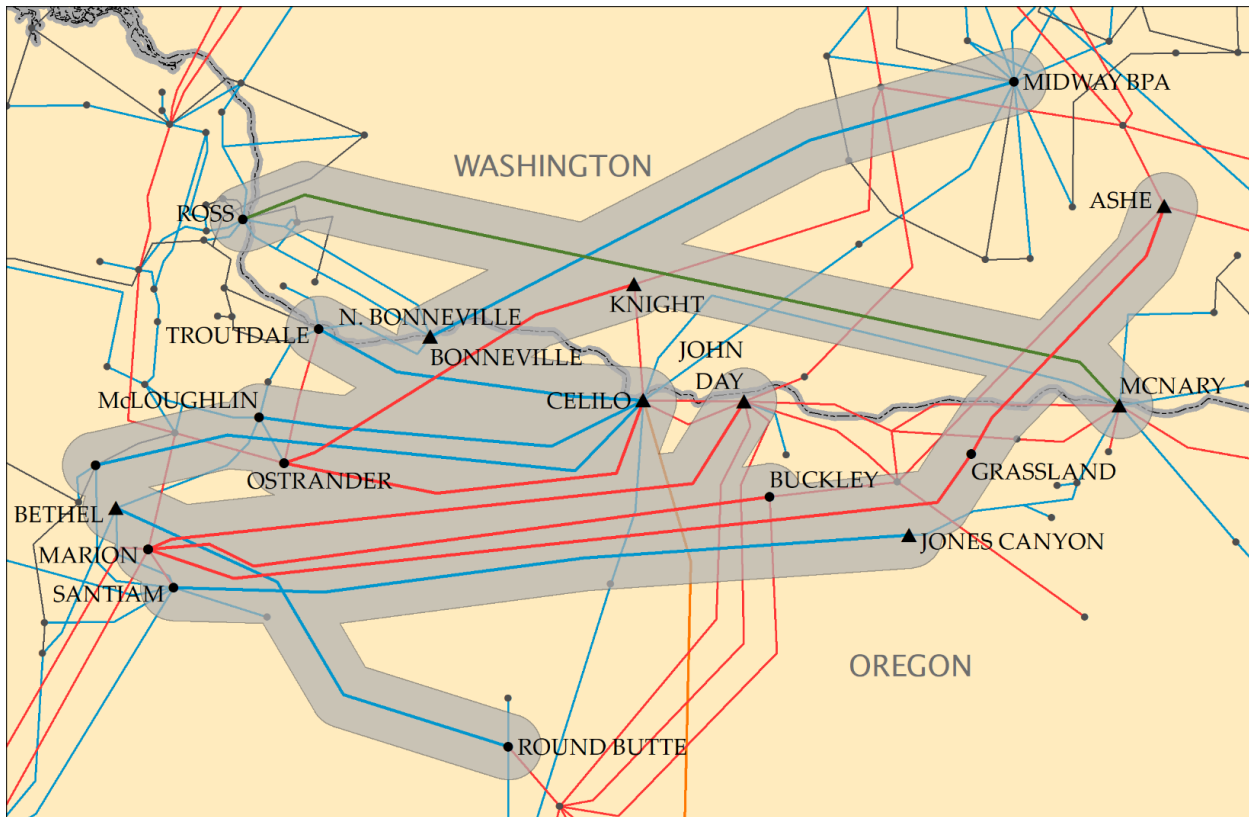 MIDWAY BPA
WASHINGTON
ASHE
ROSS
KNIGHT
N. BONNEVILLE
TROUTDALE
BONNEVILLE
JOHN
DAY
MCNARY
McLOUGHLIN
CELILO
OSTRANDER
BUCKLEY
GRASSLAND
BETHEL
JONES CANYON
MARION
SANTIAM
OREGON
ROUND BUTTE